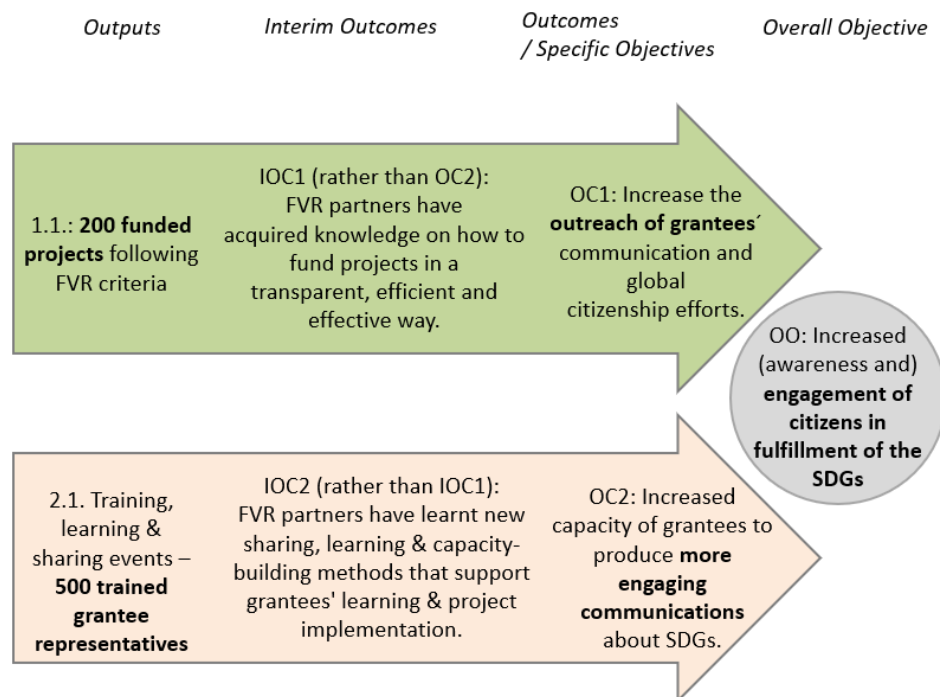 Outputs
Interim Outcomes
Outcomes
/ Specific Objectives
Overall Objective
1.1.: 200 funded
projects following
FVR criteria
IOC1 (rather than OC2):
FVR partners have
acquired knowledge on how to
fund projects in a
transparent, efficient and
effective way.
OC1: Increase the
outreach of grantees´
communication and
global
citizenship efforts.
OO: Increased
(awareness and)
engagement of
citizens in
fulfillment of the
SDGs
2.1. Training,
learning &
sharing events –
500 trained
grantee
representatives
IOC2 (rather than IOC1):
FVR partners have learnt new
sharing, learning & capacity-
building methods that support
grantees' learning & project
implementation.
OC2: Increased
capacity of grantees to
produce more
engaging
communications
about SDGs.